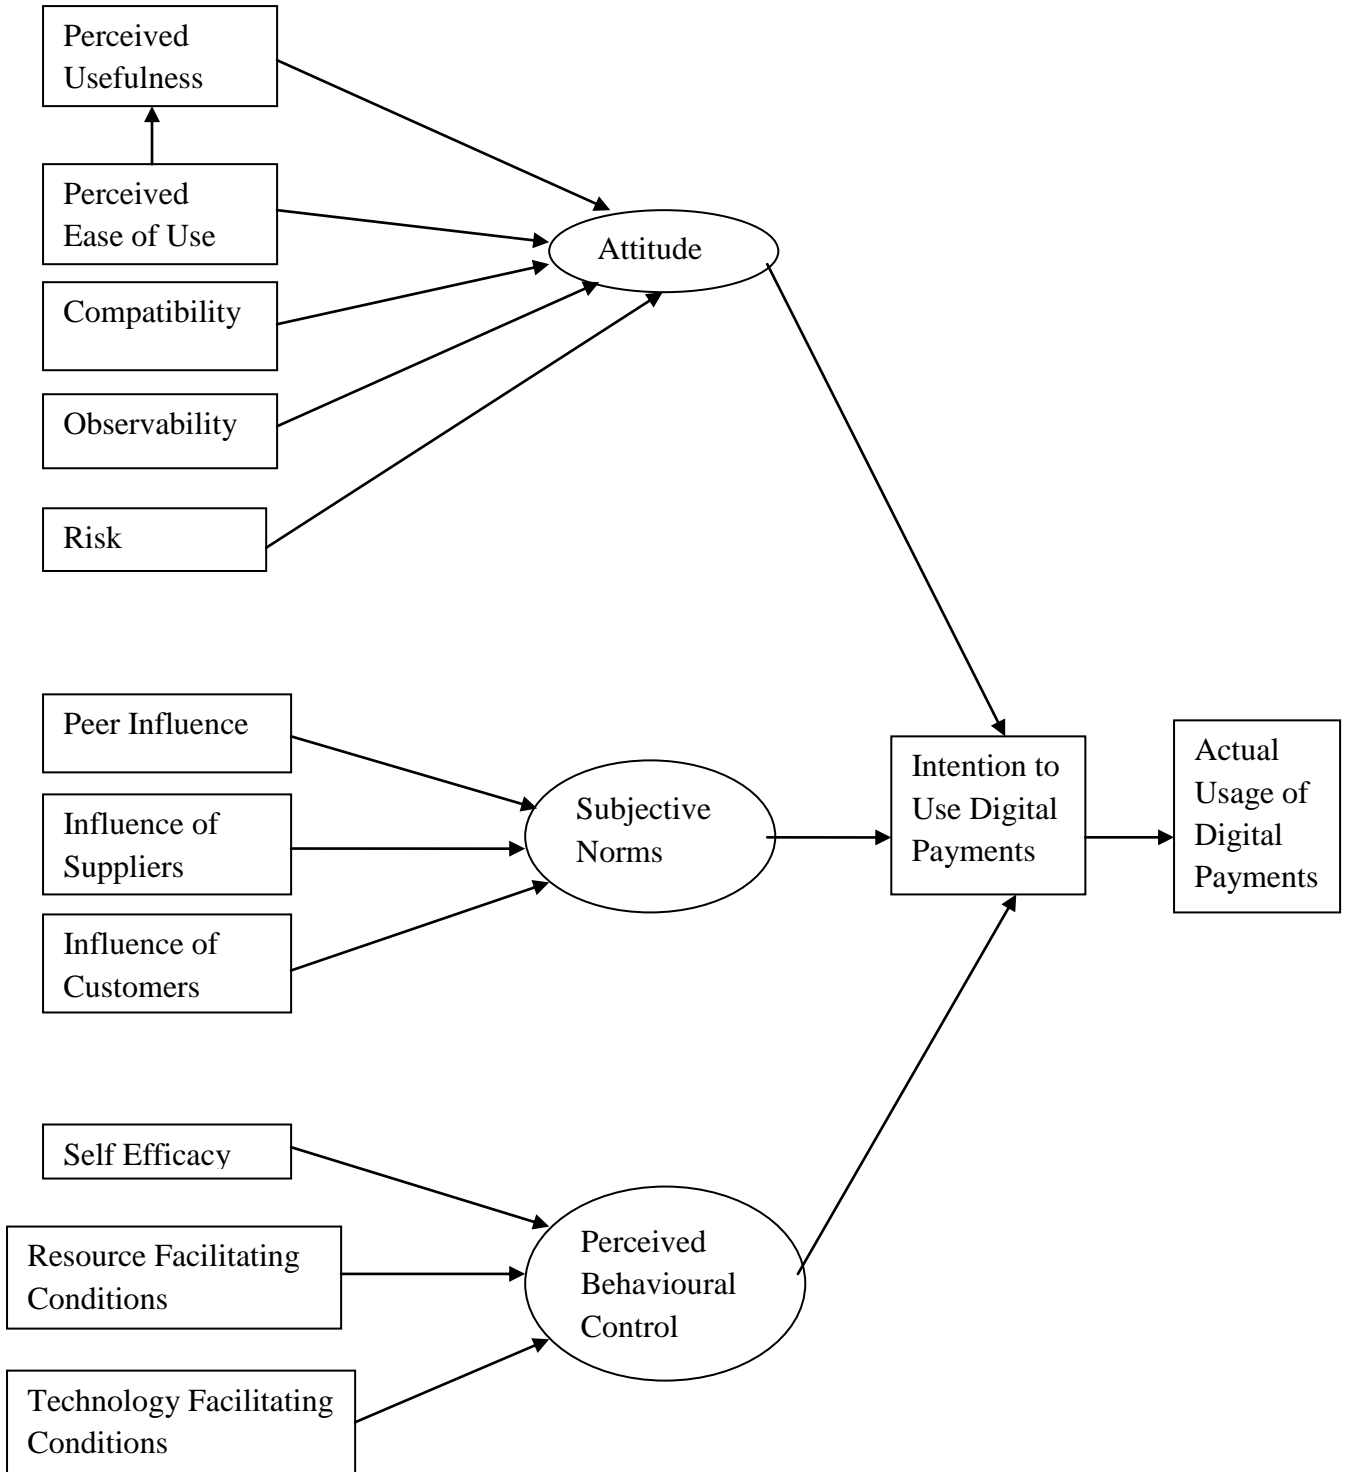 Perceived
Usefulness
Perceived
Ease of Use
Attitude
Compatibility
Observability
Risk
Peer Influence
Influence of
Suppliers
Influence of
Customers
Subjective
Norms
Intention to
Use Digital
Payments
Actual
Usage of
Digital
Payments
Self Efficacy
Resource Facilitating
Conditions
Technology Facilitating
Conditions
Perceived
Behavioural
Control